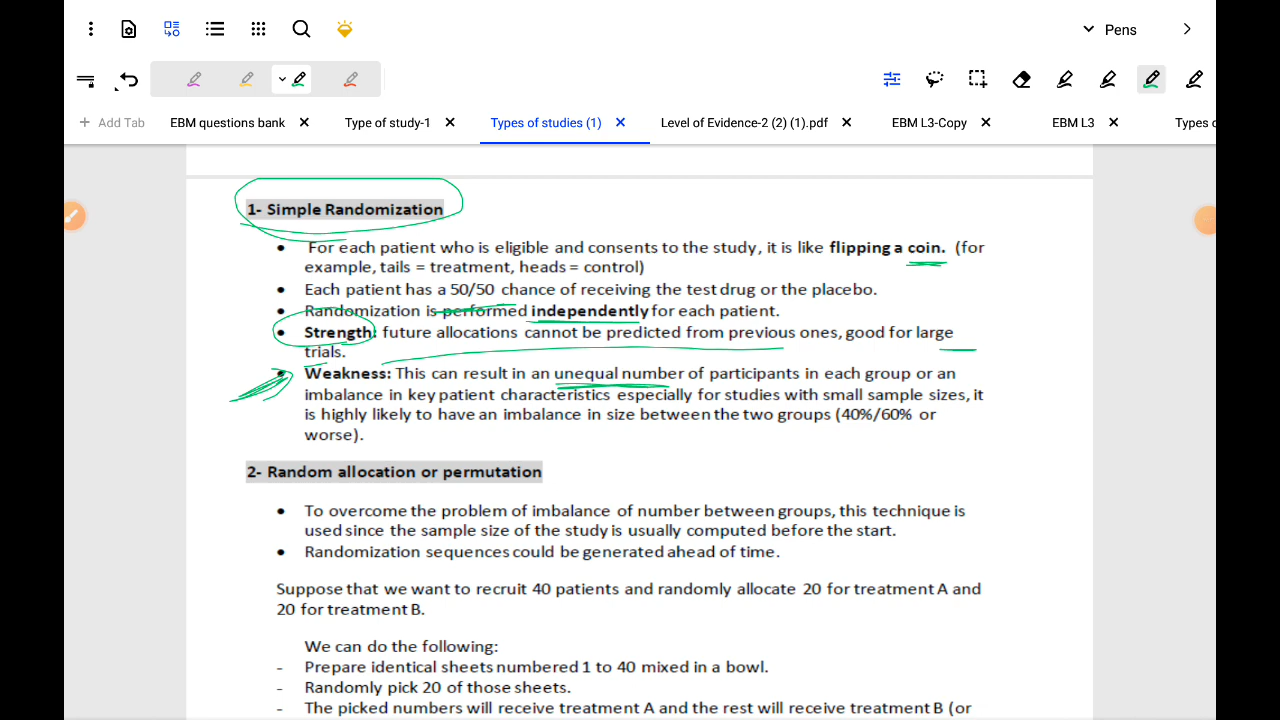 Pens
Add Tab
EBM questions bank
Type of study-1
Types of studies (1)
Level of Evidence-2 (2) (1).pdf
EBM L3-Copy
EBM L3
Types
1- Simple Randomization
• For each patient who is eligible and consents to the study, it is like flipping a coin. (for
example, tails = treatment, heads = control)
• Each patient has a 50/50 chance of receiving the test drug or the placebo.
• Randomization is performed independently for each patient.
• Strength: future allocations cannot be predicted from previous ones, good for large
trials.
• Weakness: This can result in an unequal number of participants in each group or an
imbalance in key patient characteristics especially for studies with small sample sizes, it
is highly likely to have an imbalance in size between the two groups (40%/60% or
worse).
2- Random allocation or permutation
• To overcome the problem of imbalance of number between groups, this technique is
used since the sample size of the study is usually computed before the start.
• Randomization sequences could be generated ahead of time.
Suppose that we want to recruit 40 patients and randomly allocate 20 for treatment A and
20 for treatment B.
We can do the following:
- Prepare identical sheets numbered 1 to 40 mixed in a bowl.
- Randomly pick 20 of those sheets.
- The picked numbers will receive treatment A and the rest will receive treatment B (or